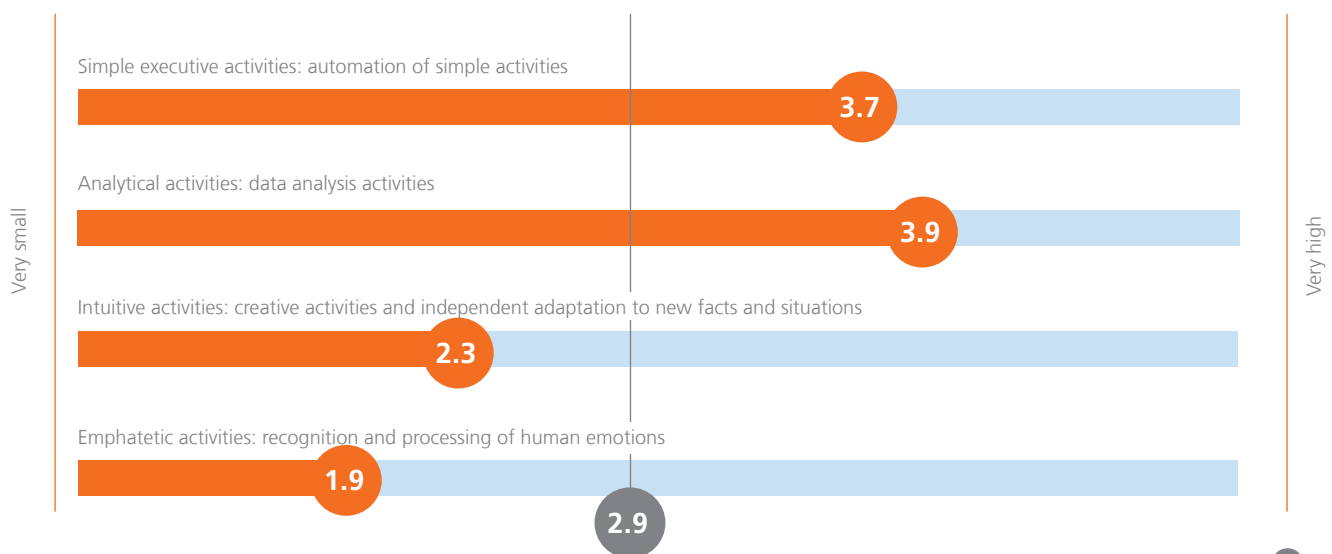 Simple executive activities: automation of simple activities
3.7
Analytical activities: data analysis activities
3.9
Very small
Very high
Intuitive activities: creative activities and independent adaptation to new facts and situations
2.3
Emphatetic activities: recognition and processing of human emotions
1.9
2.9